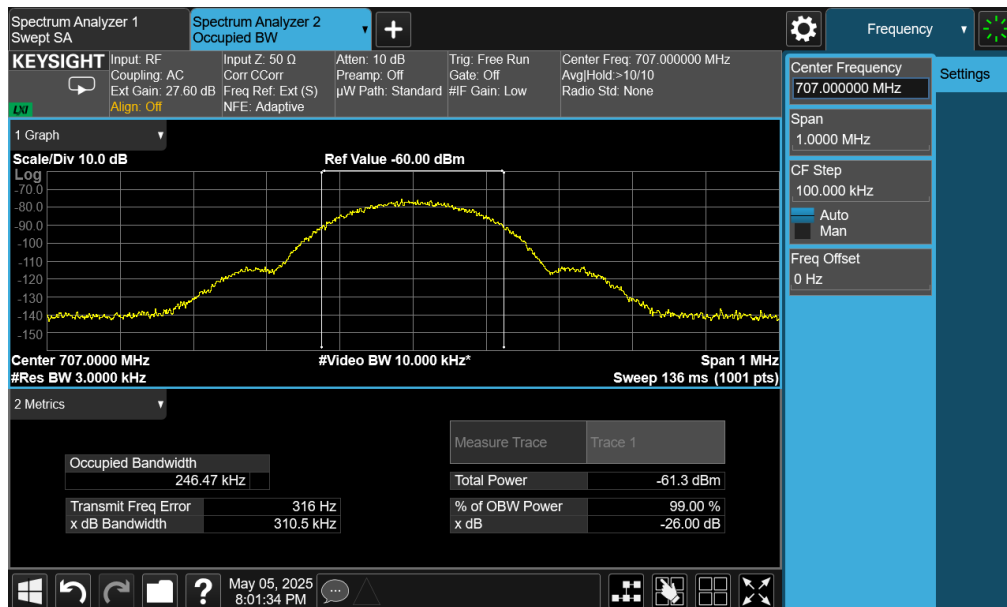 Spectrum Analyzer 1
Swept SA
Spectrum Analyzer 2
Occupied BW
Frequency
KEYSIGHT
LXI
Input: RF
Coupling: AC
Ext Gain: 27.60 dB
Align: Off
Input Z: 50 Ω
Corr CCorr
Freq Ref: Ext (S)
NFE: Adaptive
Atten: 10 dB
Preamp: Off
µW Path: Standard
Trig: Free Run
Gate: Off
#IF Gain: Low
Center Freq: 707.000000 MHz
Avg|Hold:>10/10
Radio Std: None
Center Frequency
707.000000 MHz
Settings
Span
1.0000 MHz
CF Step
100.000 kHz
Auto
Man
Freq Offset
0 Hz
1 Graph
Scale/Div 10.0 dB
Ref Value -60.00 dBm
Log
-70.0
-80.0
-90.0
-100
-110
-120
-130
-140
-150
Center 707.0000 MHz
#Video BW 10.000 kHz*
Span 1 MHz
#Res BW 3.0000 kHz
Sweep 136 ms (1001 pts)
2 Metrics
Measure Trace
Trace 1
Occupied Bandwidth
246.47 kHz
Total Power
-61.3 dBm
Transmit Freq Error
316 Hz
% of OBW Power
99.00 %
x dB Bandwidth
310.5 kHz
x dB
-26.00 dB
?
May 05, 2025
8:01:34 PM